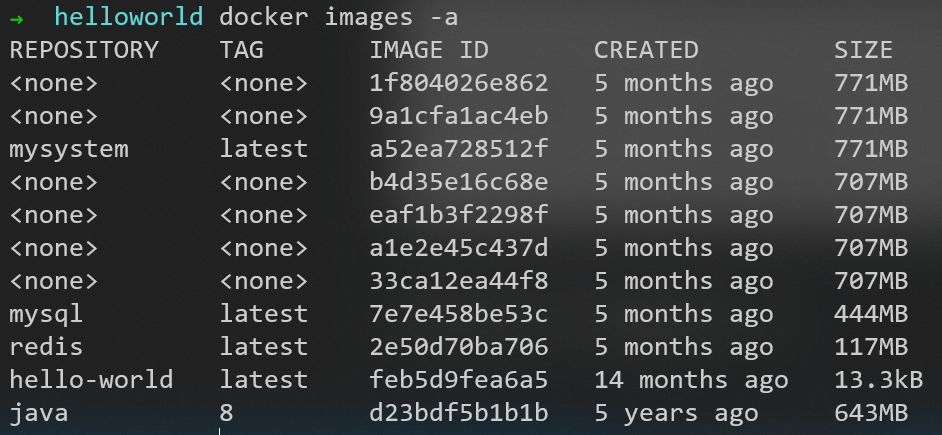 → helloworld docker images -a
REPOSITORY TAG IMAGE ID CREATED SIZE
<none> <none> 1f804026e862 5 months ago 771MB
<none> <none> 9a1cfa1ac4eb 5 months ago 771MB
mysystem latest a52ea728512f 5 months ago 771MB
<none> <none> b4d35e16c68e 5 months ago 707MB
<none> <none> eaf1b3f2298f 5 months ago 707MB
<none> <none> a1e2e45c437d 5 months ago 707MB
<none> <none> 33ca12ea44f8 5 months ago 707MB
mysql latest 7e7e458be53c 5 months ago 444MB
redis latest 2e50d70ba706 5 months ago 117MB
hello-world latest feb5d9fea6a5 14 months ago 13.3kB
java 8 d23bdf5b1b1b 5 years ago 643MB